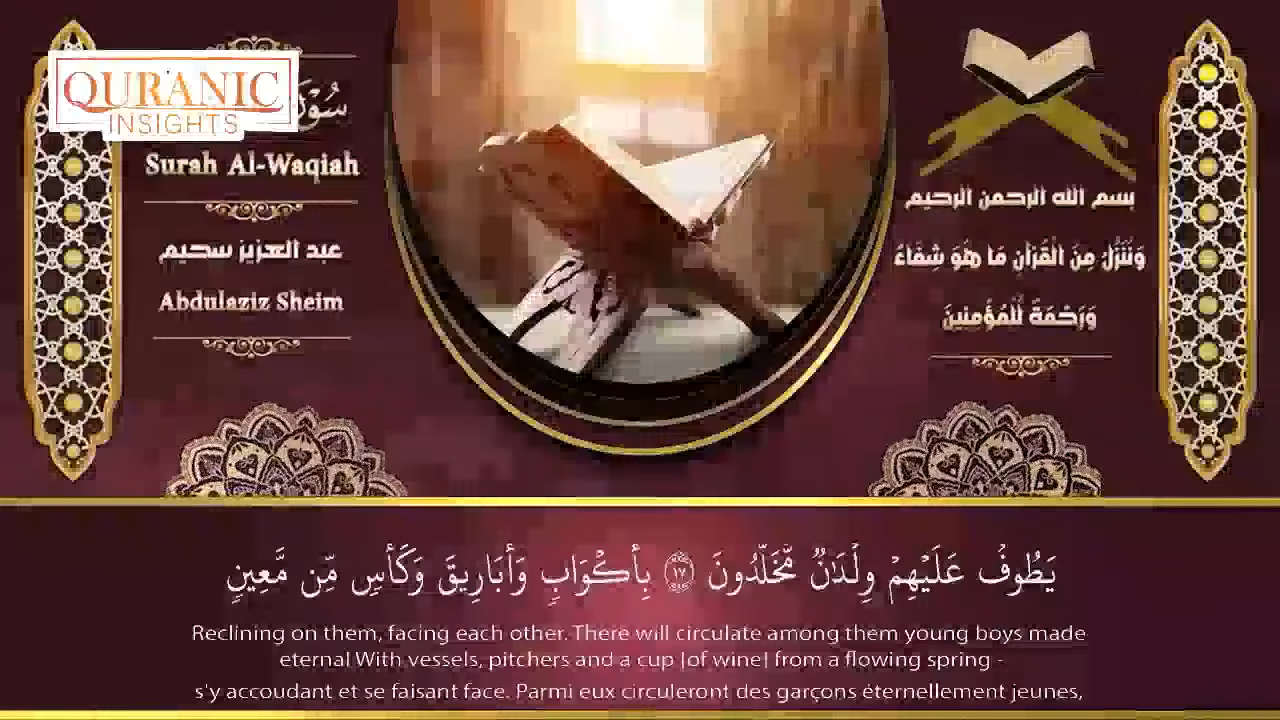 QURANIC
INSIGHTS
Surah Al-Waqiah
عبد العزيز سحيم
Abdulaziz Sheim
بسم الله الرحمن الرحيم
وَنُنَزِّلُ مِنَ الْقُرْآنِ مَا هُوَ شِفَاءٌ
وَرَحْمَةٌ لِّلْمُؤْمِنِينَ
يَطُوفُ عَلَيْهِمْ وِلْدَٰنٌ مُّخَلَّدُونَ ١٧ بِأَكْوَابٍ وَأَبَارِيقَ وَكَأْسٍ مِّن مَّعِينٍ
Reclining on them, facing each other. There will circulate among them young boys made
eternal With vessels, pitchers and a cup [of wine] from a flowing spring -
s'y accoudant et se faisant face. Parmi eux circuleront des garçons éternellement jeunes,